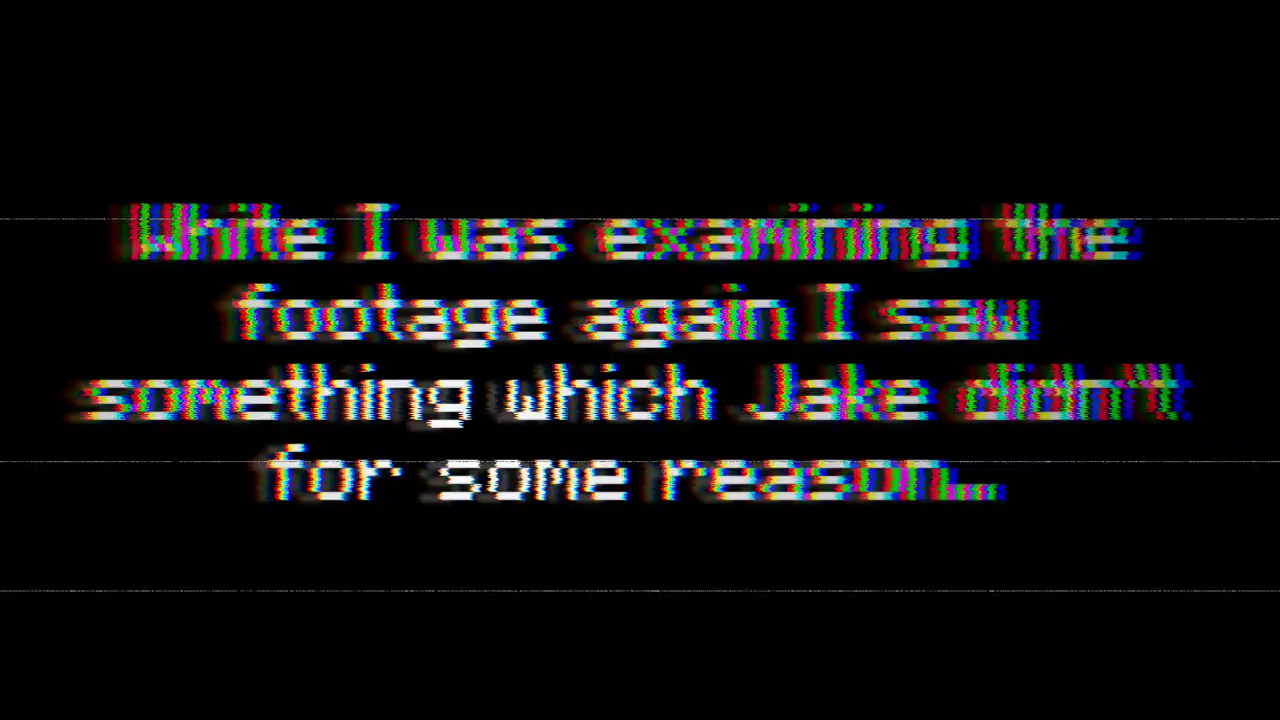 While I was examining the
footage again I saw
something which Jake didn't
for some reason...